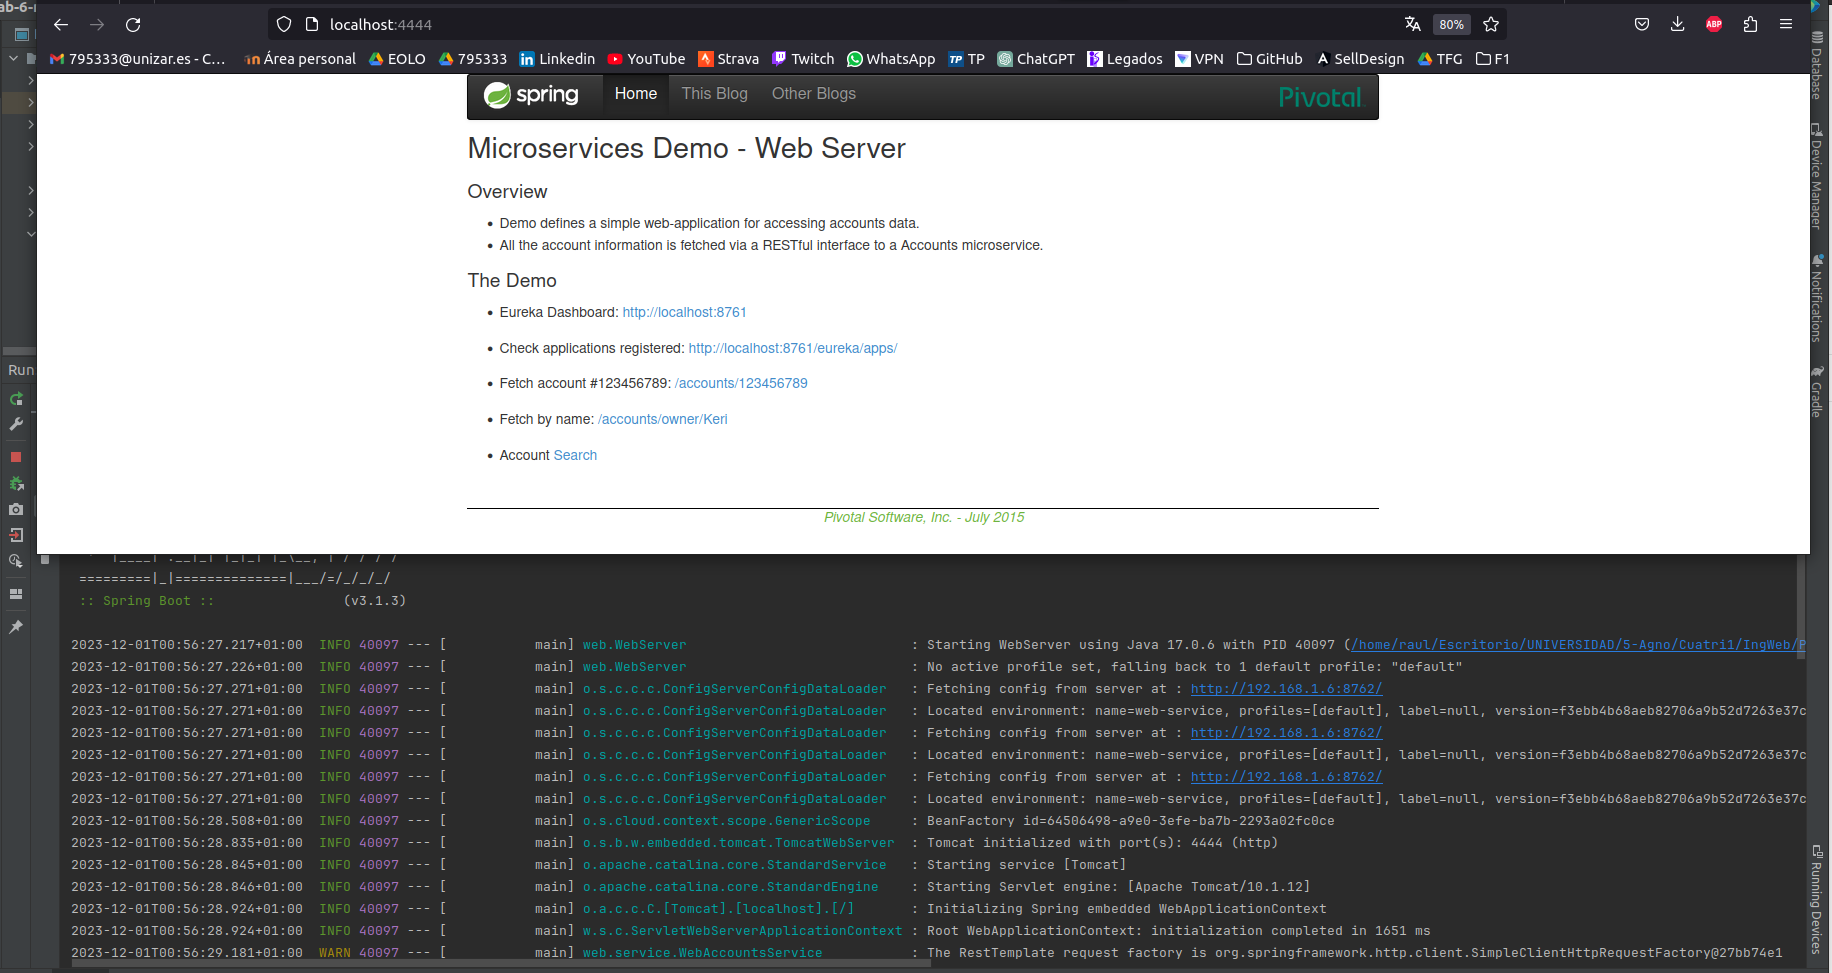 ab-6-
localhost:4444
80%
ABP
795333@unizar.es - C...
Área personal
EOLO
795333
Linkedin
YouTube
Strava
Twitch
WhatsApp
TP TP
ChatGPT
Legados
VPN
GitHub
SellDesign
TFG
F1
spring
Home
This Blog
Other Blogs
Pivotal
Microservices Demo - Web Server
Overview
• Demo defines a simple web-application for accessing accounts data.
• All the account information is fetched via a RESTful interface to a Accounts microservice.
The Demo
• Eureka Dashboard: http://localhost:8761
• Check applications registered: http://localhost:8761/eureka/apps/
• Fetch account #123456789: /accounts/123456789
• Fetch by name: /accounts/owner/Keri
• Account Search
Pivotal Software, Inc. - July 2015
Run
=========|_|==============|___/=/_/_/_/
:: Spring Boot :: (v3.1.3)
2023-12-01T00:56:27.217+01:00 INFO 40097 --- [ main] web.WebServer : Starting WebServer using Java 17.0.6 with PID 40097 (/home/raul/Escritorio/UNIVERSIDAD/5-Agno/Cuatri1/IngWeb/P
2023-12-01T00:56:27.226+01:00 INFO 40097 --- [ main] web.WebServer : No active profile set, falling back to 1 default profile: "default"
2023-12-01T00:56:27.271+01:00 INFO 40097 --- [ main] o.s.c.c.c.ConfigServerConfigDataLoader : Fetching config from server at : http://192.168.1.6:8762/
2023-12-01T00:56:27.271+01:00 INFO 40097 --- [ main] o.s.c.c.c.ConfigServerConfigDataLoader : Located environment: name=web-service, profiles=[default], label=null, version=f3ebb4b68aeb82706a9b52d7263e37c
2023-12-01T00:56:27.271+01:00 INFO 40097 --- [ main] o.s.c.c.c.ConfigServerConfigDataLoader : Fetching config from server at : http://192.168.1.6:8762/
2023-12-01T00:56:27.271+01:00 INFO 40097 --- [ main] o.s.c.c.c.ConfigServerConfigDataLoader : Located environment: name=web-service, profiles=[default], label=null, version=f3ebb4b68aeb82706a9b52d7263e37c
2023-12-01T00:56:27.271+01:00 INFO 40097 --- [ main] o.s.c.c.c.ConfigServerConfigDataLoader : Fetching config from server at : http://192.168.1.6:8762/
2023-12-01T00:56:27.271+01:00 INFO 40097 --- [ main] o.s.c.c.c.ConfigServerConfigDataLoader : Located environment: name=web-service, profiles=[default], label=null, version=f3ebb4b68aeb82706a9b52d7263e37c
2023-12-01T00:56:28.508+01:00 INFO 40097 --- [ main] o.s.cloud.context.scope.GenericScope : BeanFactory id=64506498-a9e0-3efe-ba7b-2293a02fc0ce
2023-12-01T00:56:28.835+01:00 INFO 40097 --- [ main] o.s.b.w.embedded.tomcat.TomcatWebServer : Tomcat initialized with port(s): 4444 (http)
2023-12-01T00:56:28.845+01:00 INFO 40097 --- [ main] o.apache.catalina.core.StandardService : Starting service [Tomcat]
2023-12-01T00:56:28.846+01:00 INFO 40097 --- [ main] o.apache.catalina.core.StandardEngine : Starting Servlet engine: [Apache Tomcat/10.1.12]
2023-12-01T00:56:28.924+01:00 INFO 40097 --- [ main] o.a.c.c.C.[Tomcat].[localhost].[/] : Initializing Spring embedded WebApplicationContext
2023-12-01T00:56:28.924+01:00 INFO 40097 --- [ main] w.s.c.ServletWebServerApplicationContext : Root WebApplicationContext: initialization completed in 1651 ms
2023-12-01T00:56:29.181+01:00 WARN 40097 --- [ main] web.service.WebAccountsService : The RestTemplate request factory is org.springframework.http.client.SimpleClientHttpRequestFactory@27bb74e1
Database
Device Manager
Notifications
Gradle
Running Devices